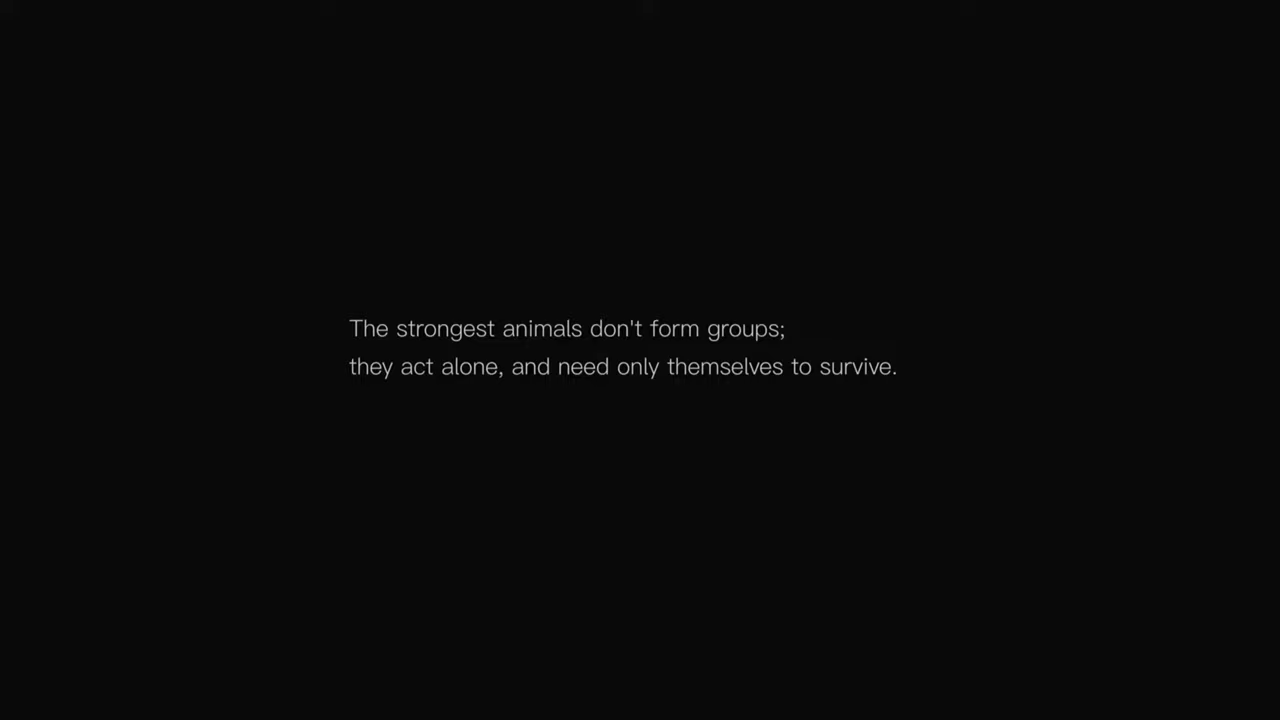 The strongest animals don't form groups;
they act alone, and need only themselves to survive.